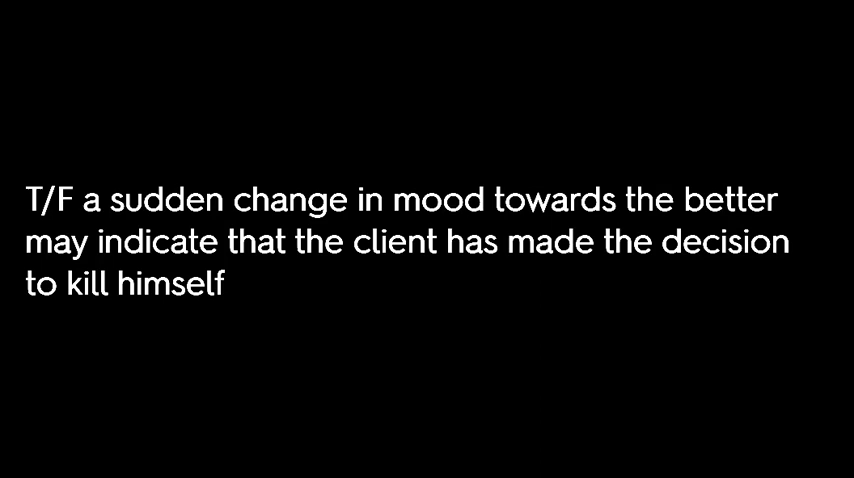 T/F a sudden change in mood towards the better
may indicate that the client has made the decision
to kill himself